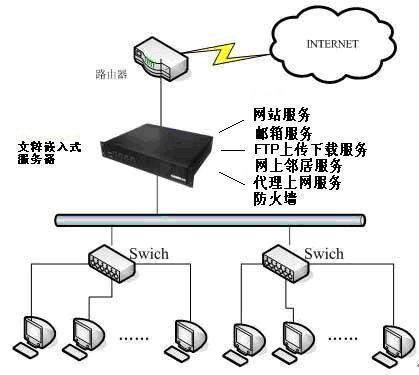 INTERNET
路由器
网站服务
邮箱服务
FTP上传下载服务
网上邻居服务
代理上网服务
防火墙
文韩嵌入式
服务器
Swich
Swich
……
……